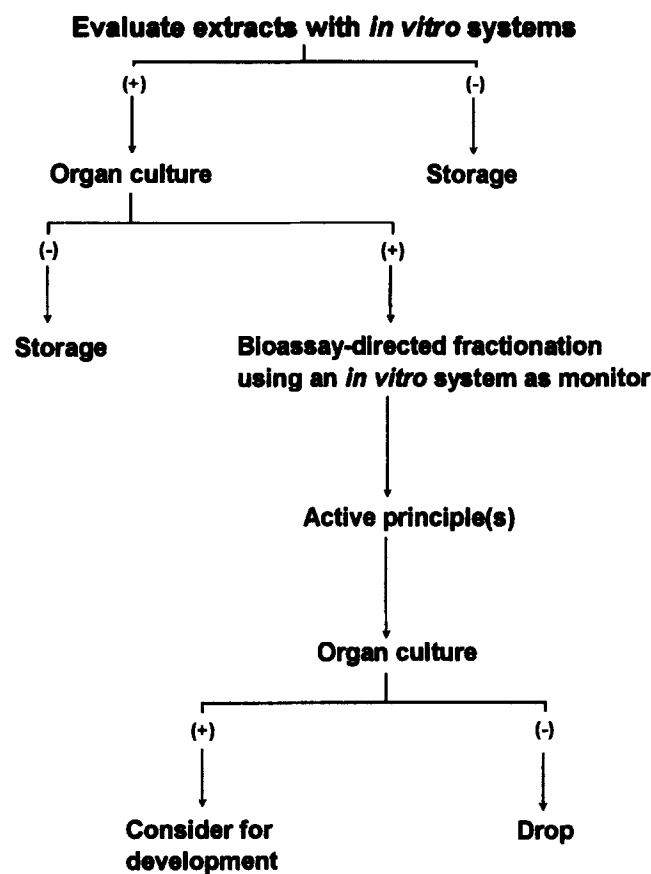 Evaluate extracts with in vitro systems
(+)
(-)
Organ culture
Storage
(-)
(+)
Storage
Bioassay-directed fractionation
using an in vitro system as monitor
Active principle(s)
Organ culture
(+)
(-)
Consider for
development
Drop